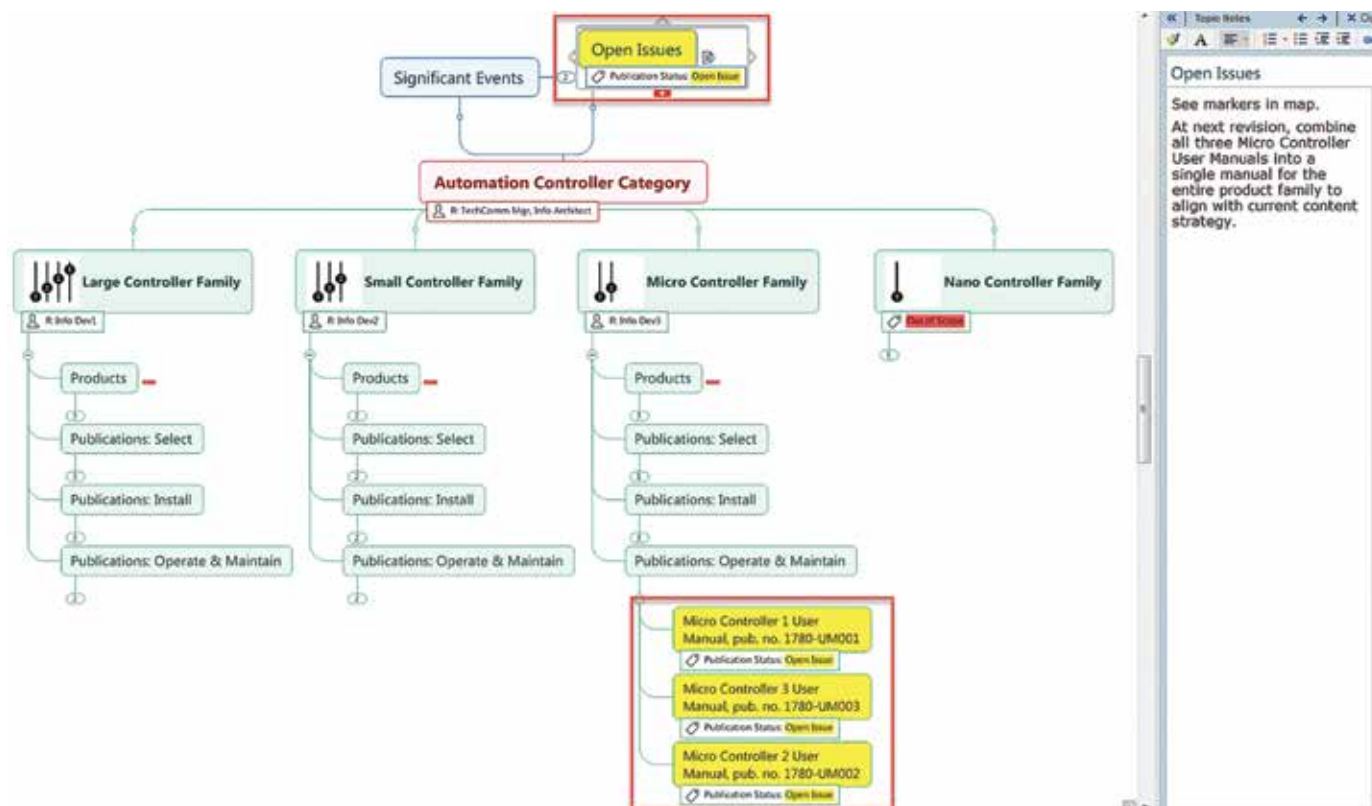 Open Issues
Publication Status: Open Issue
Significant Events
2
Automation Controller Category
R: TechComm Mgr, Info Architect
Large Controller Family
R: Info Dev1
Products
Publications: Select
Publications: Install
Publications: Operate & Maintain
Small Controller Family
R: Info Dev2
Products
Publications: Select
Publications: Install
Publications: Operate & Maintain
Micro Controller Family
R: Info Dev3
Products
Publications: Select
Publications: Install
Publications: Operate & Maintain
Micro Controller 1 User
Manual, pub. no. 1780-UM001
Publication Status: Open Issue
Micro Controller 3 User
Manual, pub. no. 1780-UM003
Publication Status: Open Issue
Micro Controller 2 User
Manual, pub. no. 1780-UM002
Publication Status: Open Issue
Nano Controller Family
Out of Scope
Topic Notes
Open Issues
See markers in map.
At next revision, combine
all three Micro Controller
User Manuals into a
single manual for the
entire product family to
align with current content
strategy.